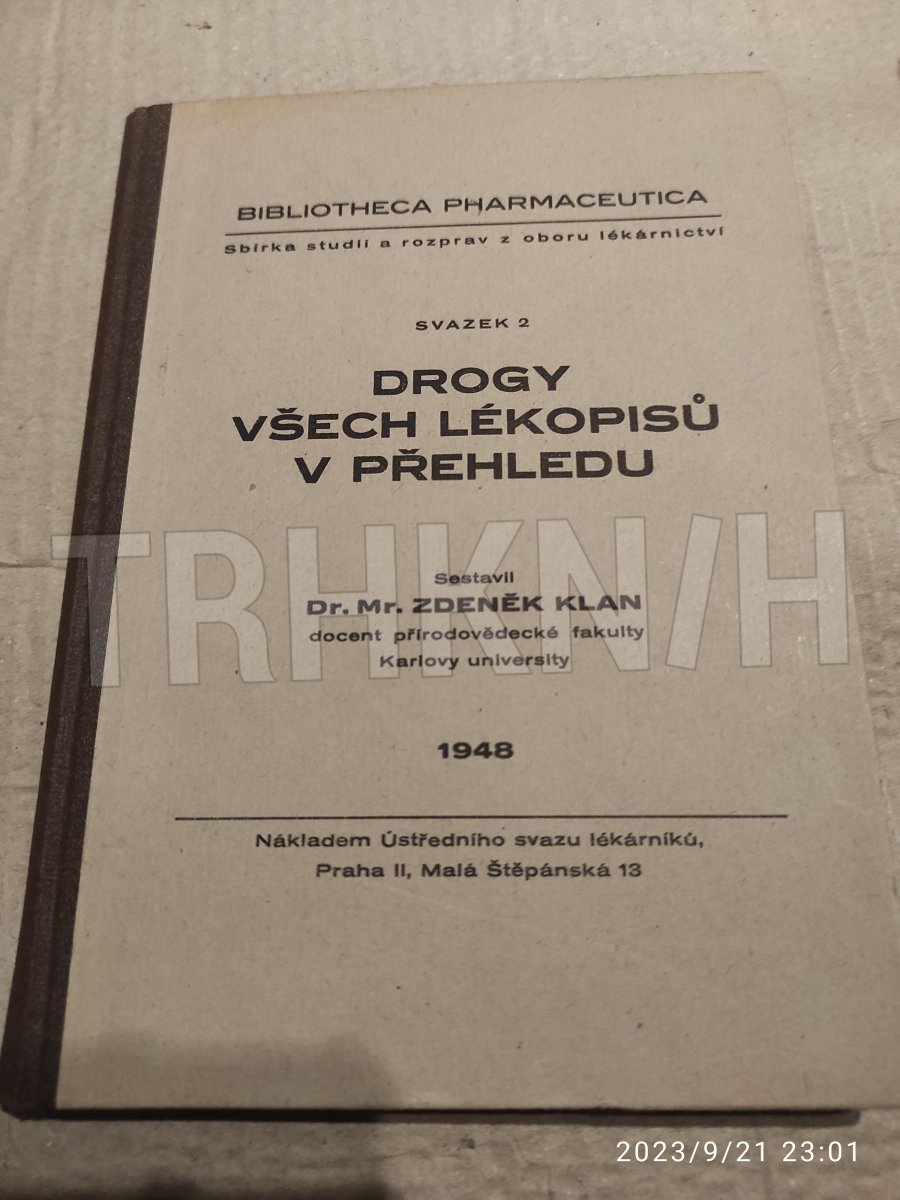 BIBLIOTHECA PHARMACEUTICA
Sbírka studií a rozprav z oboru lékárnictví
SVAZEK 2
DROGY
VŠECH LÉKOPISŮ
V PŘEHLEDU
TRHKN/H
Sestavil
Dr. Mr. ZDENĚK KLAN
docent přírodovědecké fakulty
Karlovy university
1948
Nákladem Ústředního svazu lékárníků,
Praha II, Malá Štěpánská 13
2023/9/21 23:01